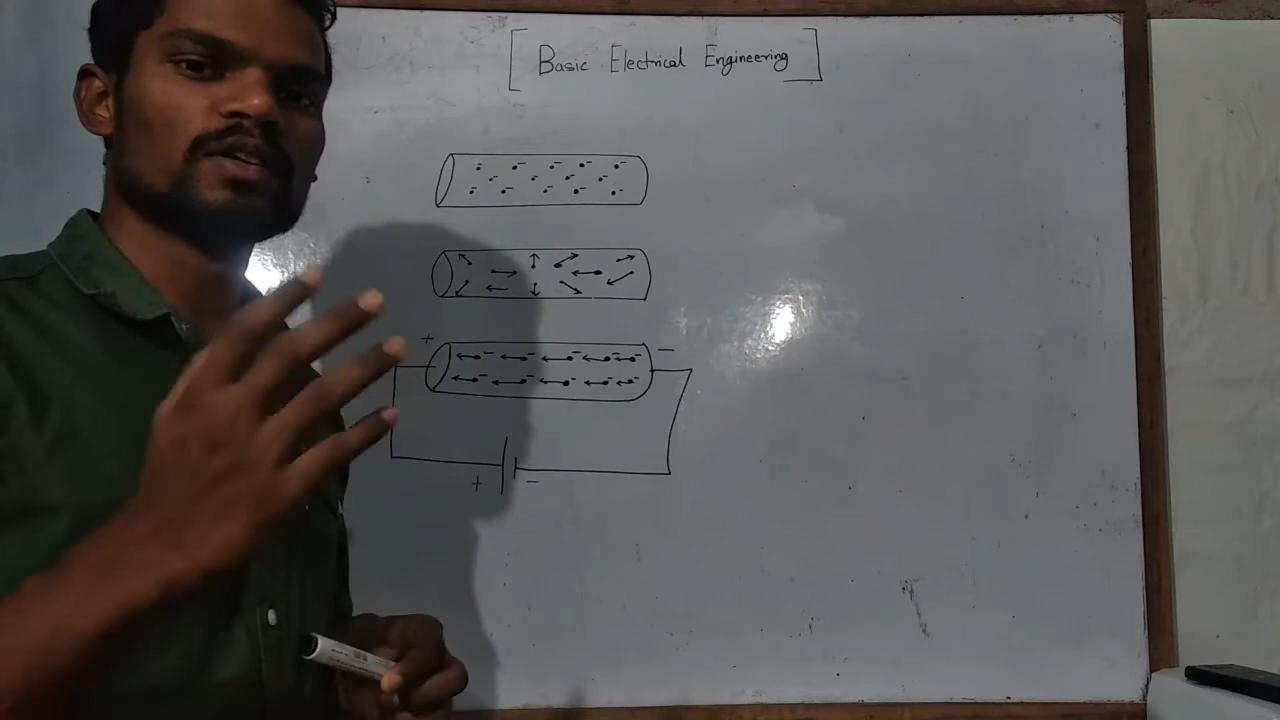 [ Basic Electrical Engineering ]
+ −
+ −